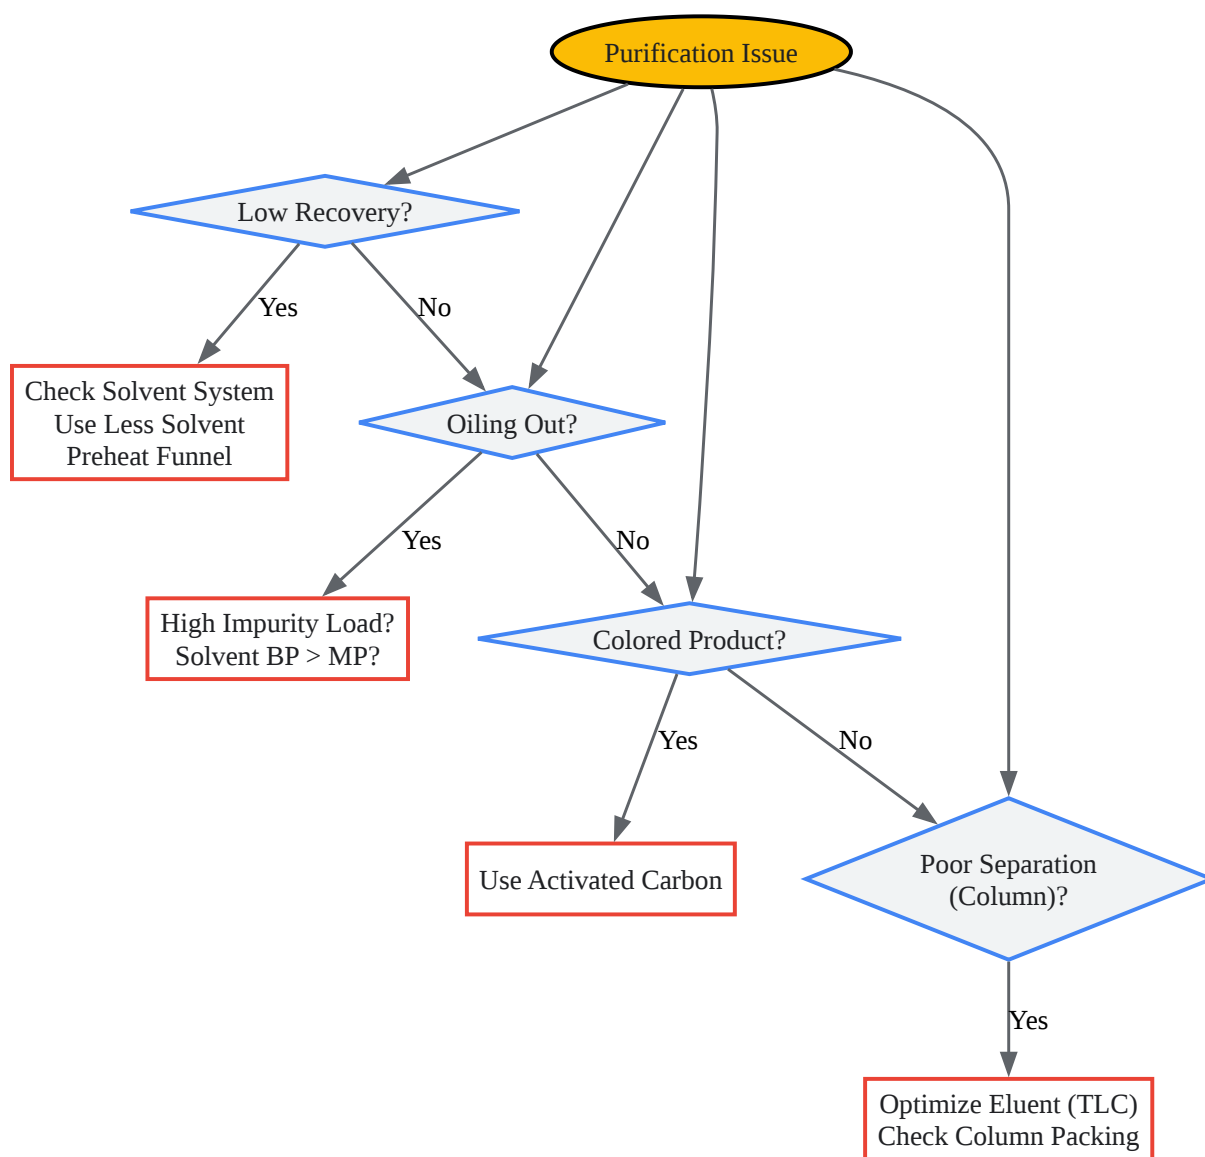 Purification Issue
Low Recovery?
Yes
No
Check Solvent System
Use Less Solvent
Preheat Funnel
Oiling Out?
Yes
No
High Impurity Load?
Solvent BP > MP?
Colored Product?
Yes
No
Use Activated Carbon
Poor Separation
(Column)?
Yes
Optimize Eluent (TLC)
Check Column Packing